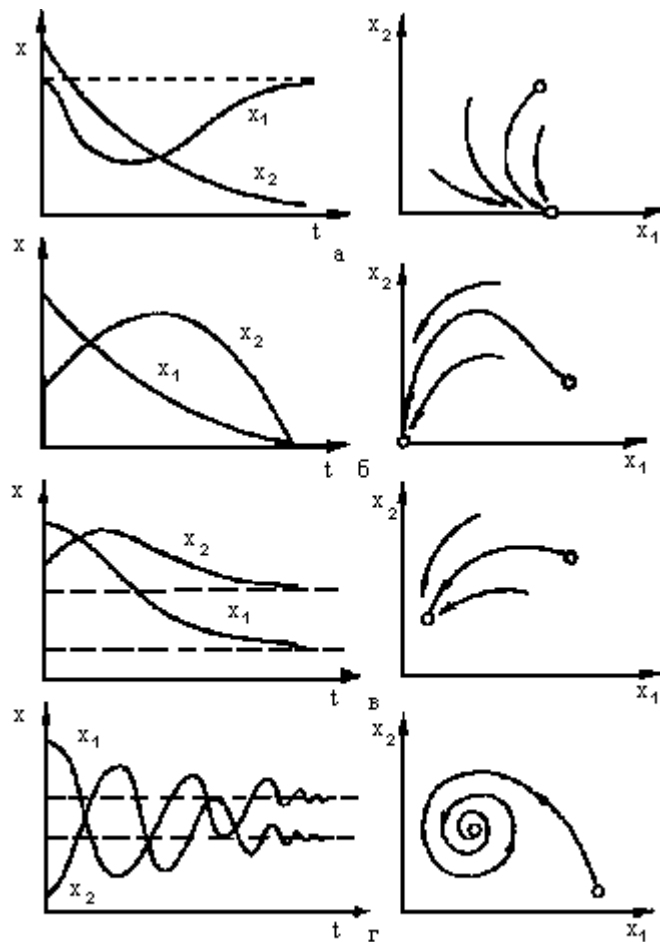 x
x₁
x₂
t
x₂
x₁
а
x
x₂
x₁
t
x₂
x₁
б
x
x₂
x₁
t
x₂
x₁
в
x
x₁
x₂
t
x₂
x₁
г